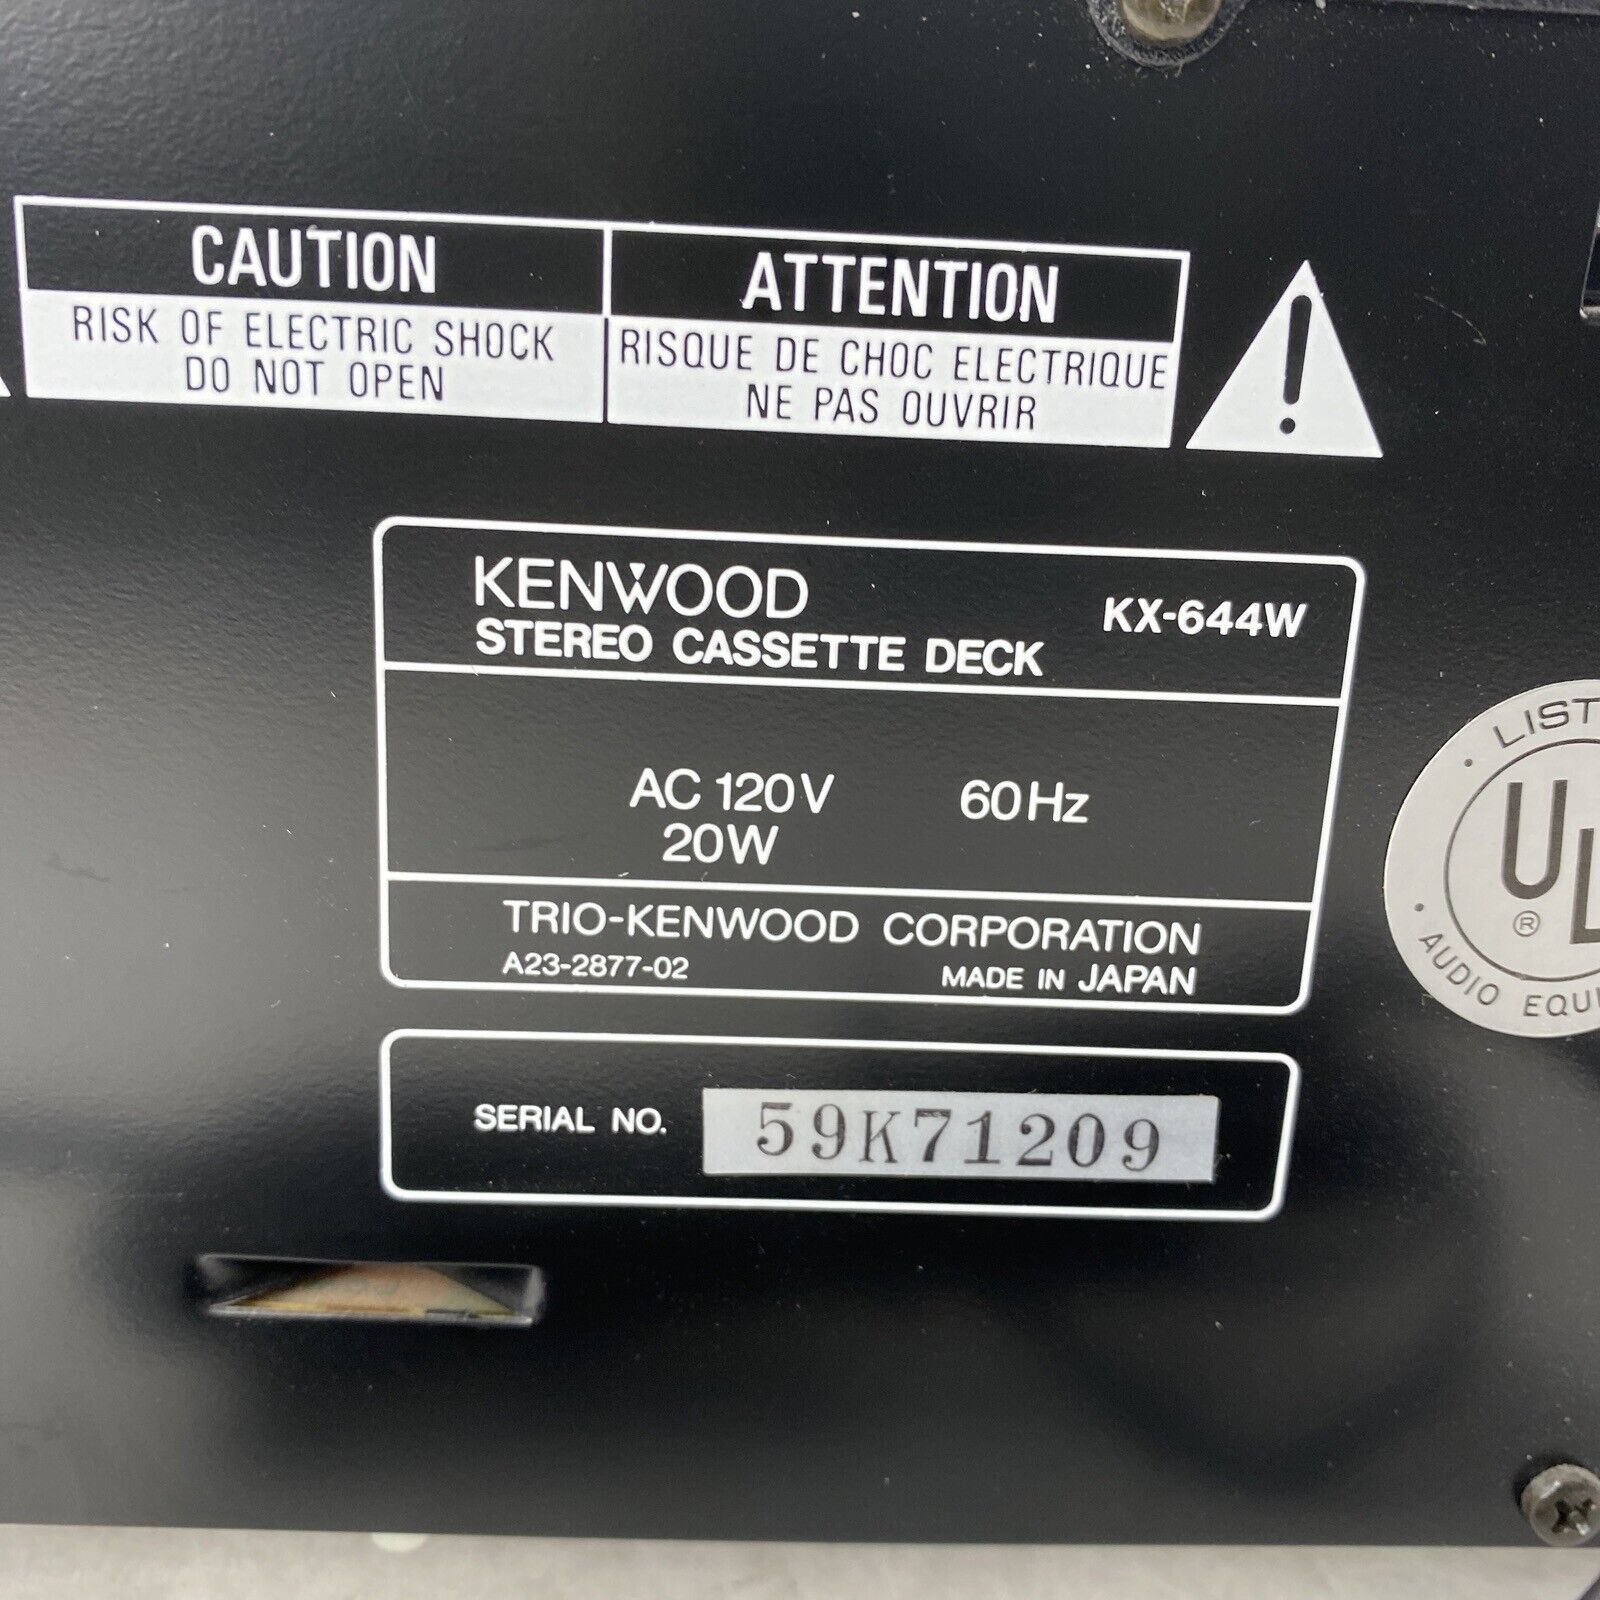 CAUTION
RISK OF ELECTRIC SHOCK
DO NOT OPEN
ATTENTION
RISQUE DE CHOC ELECTRIQUE
NE PAS OUVRIR
!
KENWOOD
KX-644W
STEREO CASSETTE DECK
AC 120V 60Hz
20W
TRIO-KENWOOD CORPORATION
A23-2877-02 MADE IN JAPAN
SERIAL NO. 59K71209
UL
®
AUDIO